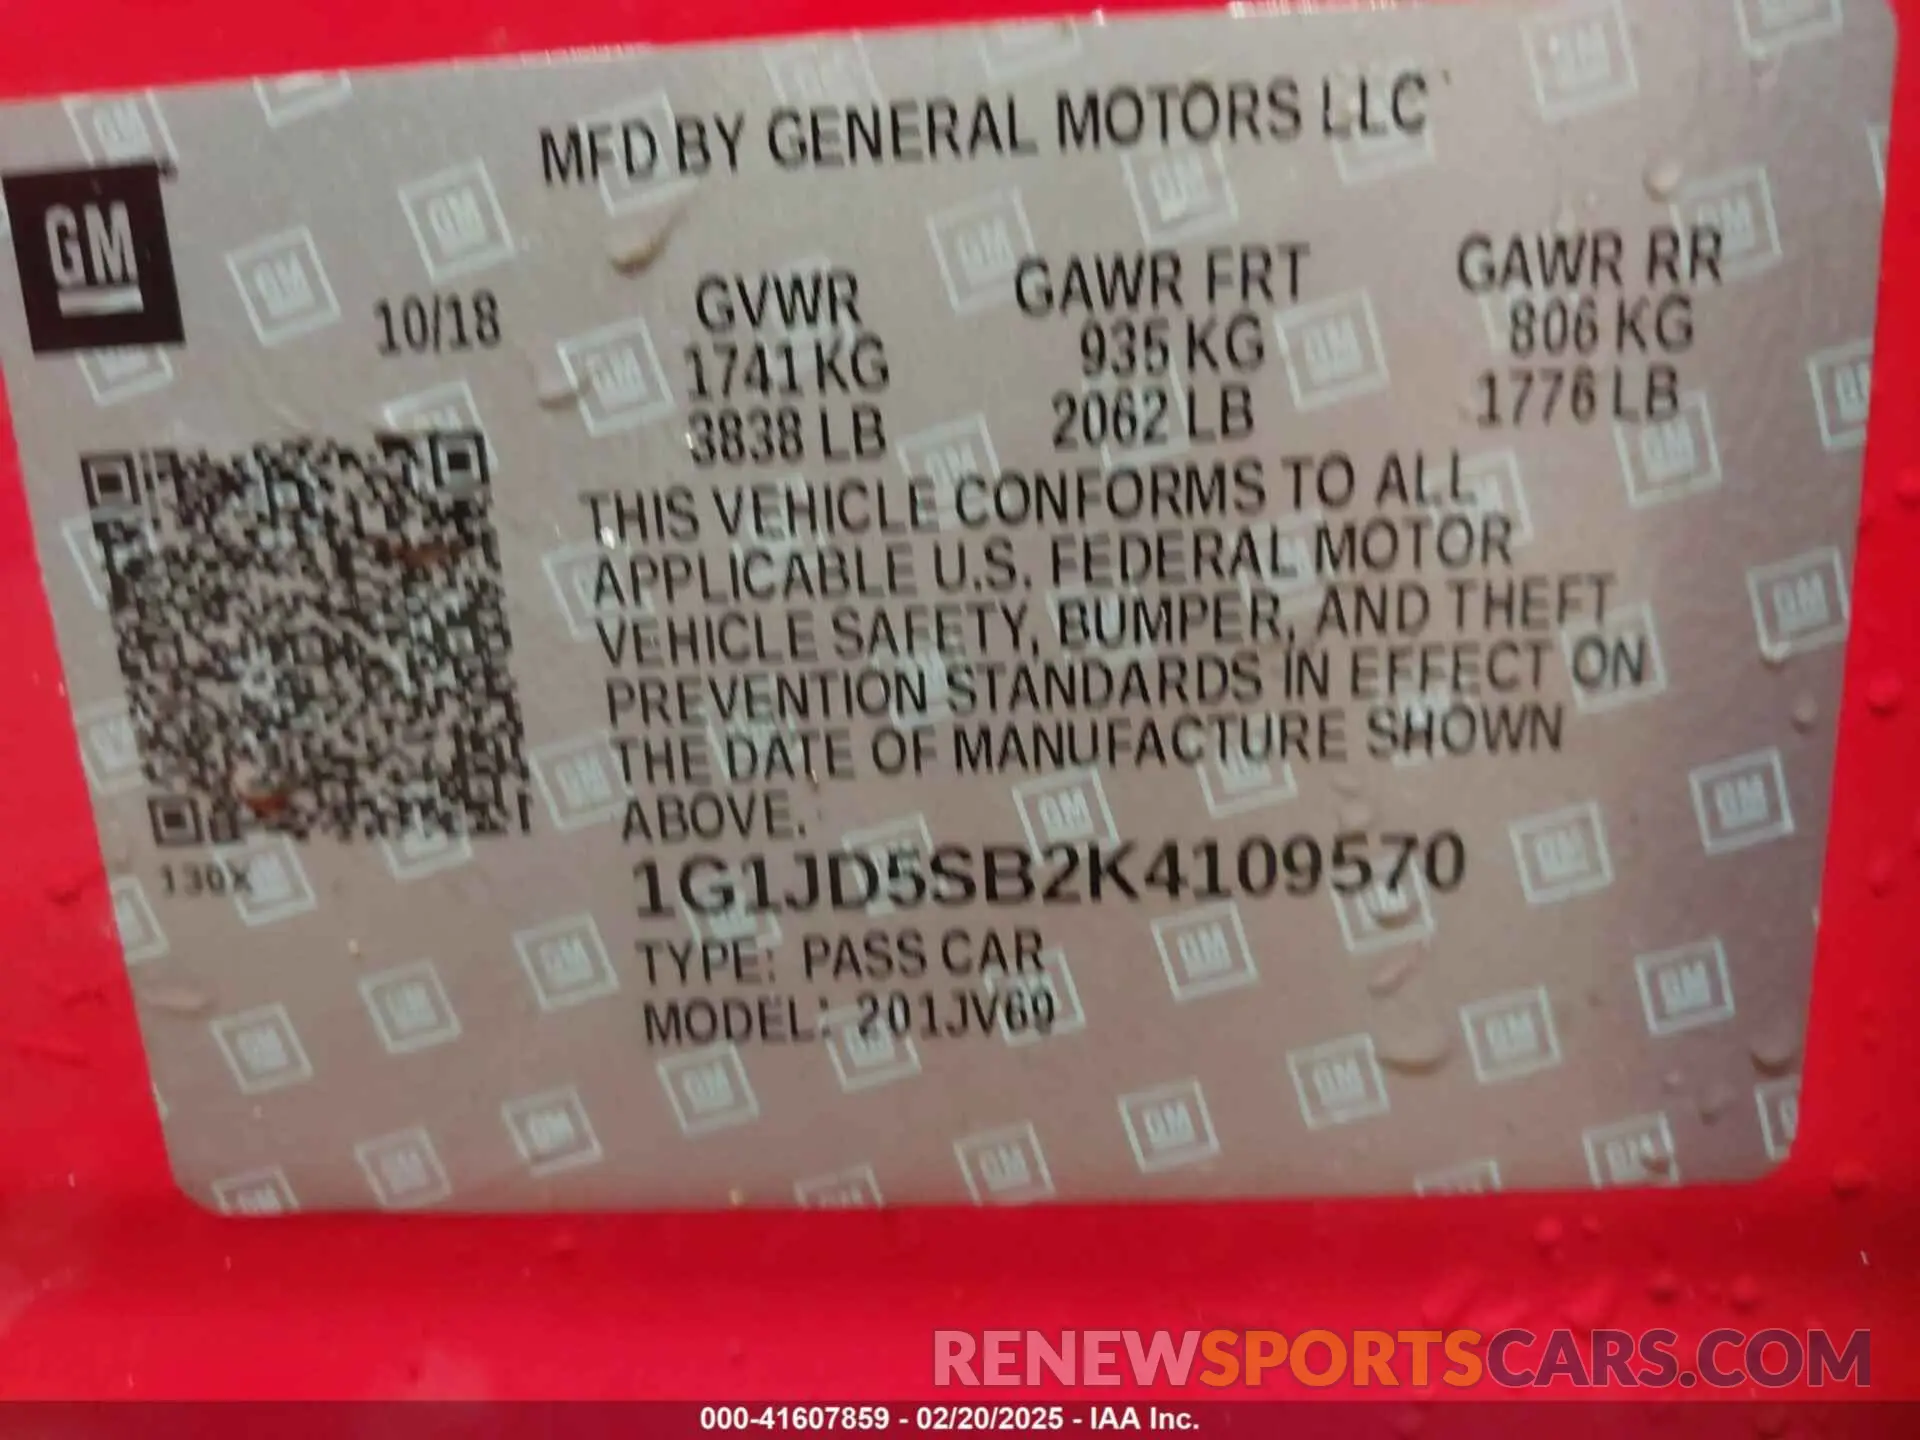 MFD BY GENERAL MOTORS LLC
GM
10/18
GVWR GAWR FRT GAWR RR
1741 KG 935 KG 806 KG
3838 LB 2062 LB 1776 LB
THIS VEHICLE CONFORMS TO ALL
APPLICABLE U.S. FEDERAL MOTOR
VEHICLE SAFETY, BUMPER, AND THEFT
PREVENTION STANDARDS IN EFFECT ON
THE DATE OF MANUFACTURE SHOWN
ABOVE.
130X
1G1JD5SB2K4109570
TYPE: PASS CAR
MODEL: 201JV69
RENEWSPORTSCARS.COM
000-41607859 - 02/20/2025 - IAA Inc.